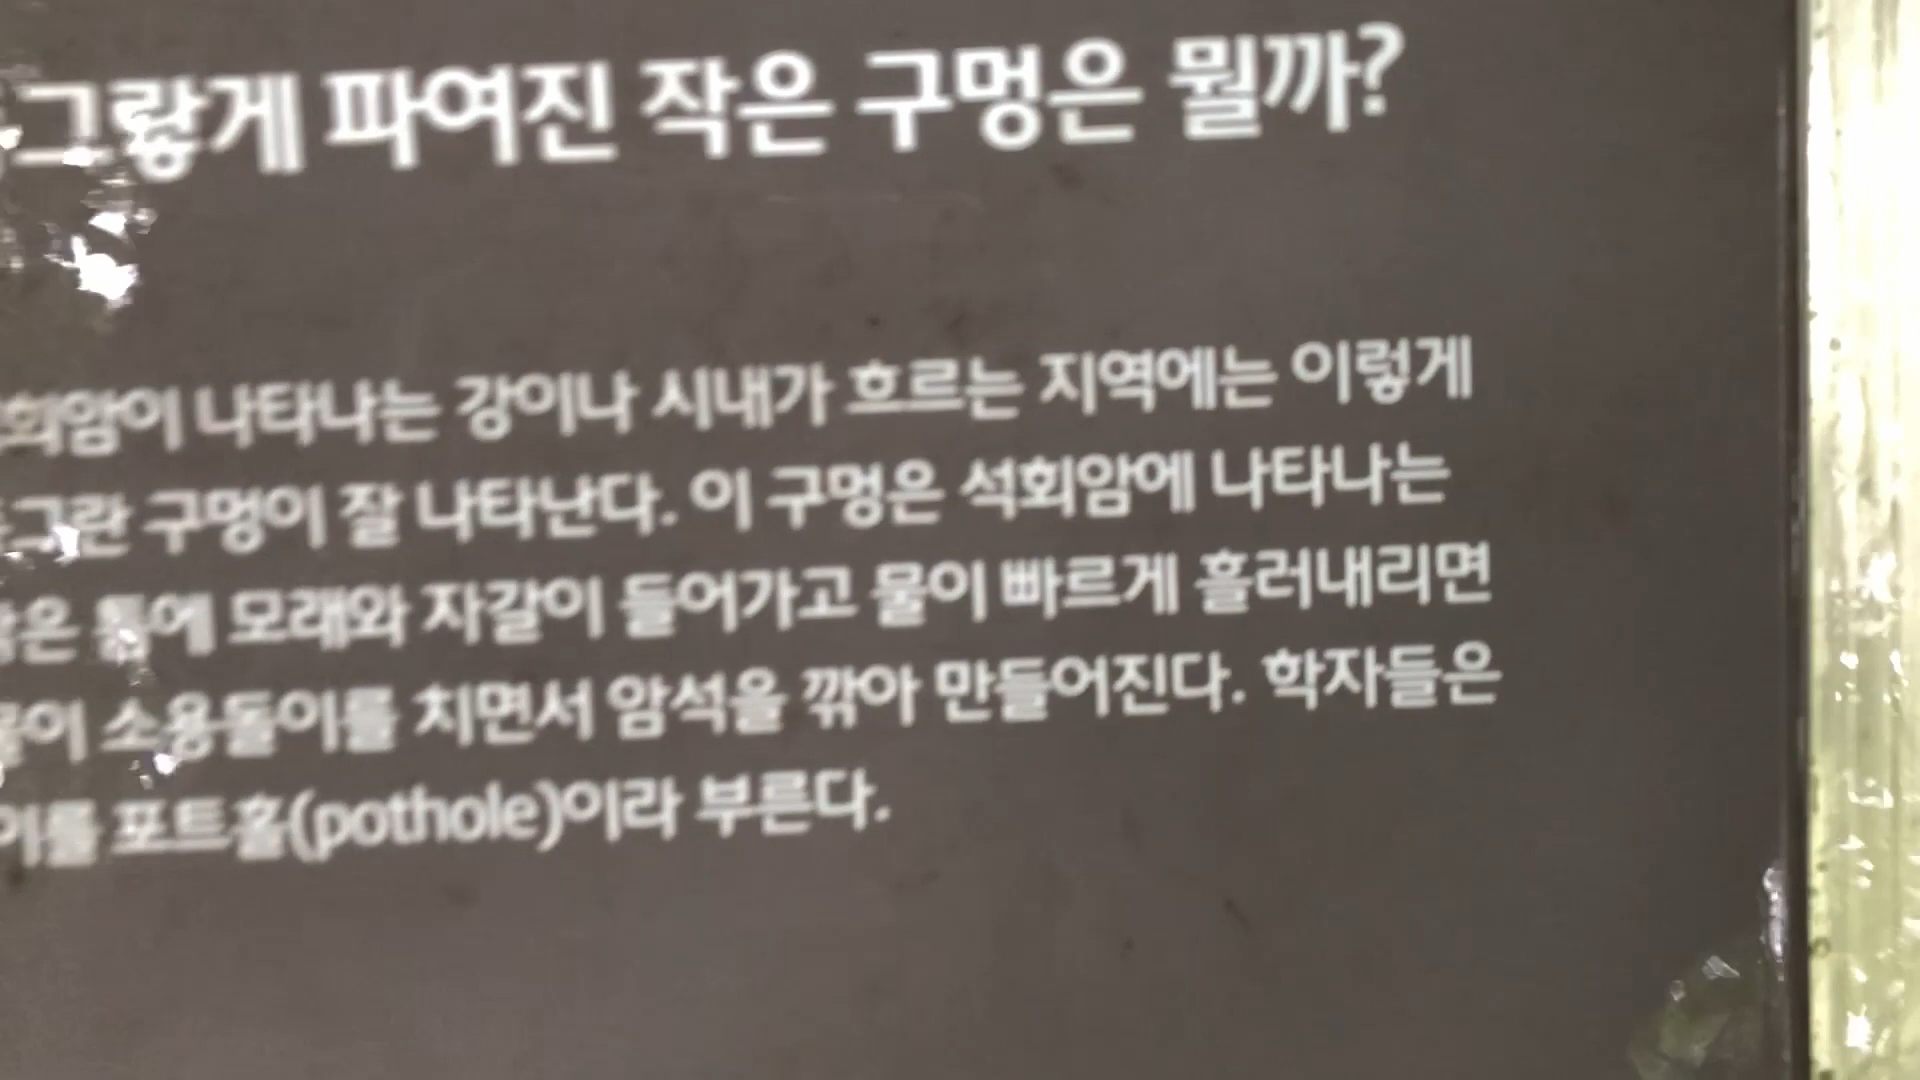 그랗게 파여진 작은 구멍은 뭘까?
회암이 나타나는 강이나 시내가 흐르는 지역에는 이렇게
그란 구멍이 잘 나타난다. 이 구멍은 석회암에 나타나는
은 틈에 모래와 자갈이 들어가고 물이 빠르게 흘러내리면
이 소용돌이를 치면서 암석을 깎아 만들어진다. 학자들은
이를 포트홀(pothole)이라 부른다.